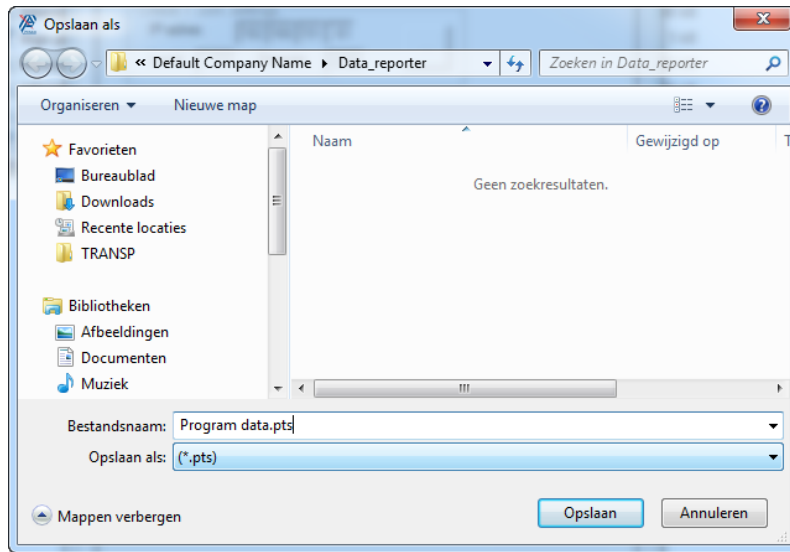 Opslaan als
« Default Company Name ▸ Data_reporter
Zoeken in Data_reporter
Organiseren
Nieuwe map
Favorieten
Bureaublad
Downloads
Recente locaties
TRANSP
Bibliotheken
Afbeeldingen
Documenten
Muziek
Naam
Gewijzigd op
T
Geen zoekresultaten.
Bestandsnaam: Program data.pts
Opslaan als: (*.pts)
Mappen verbergen
Opslaan
Annuleren